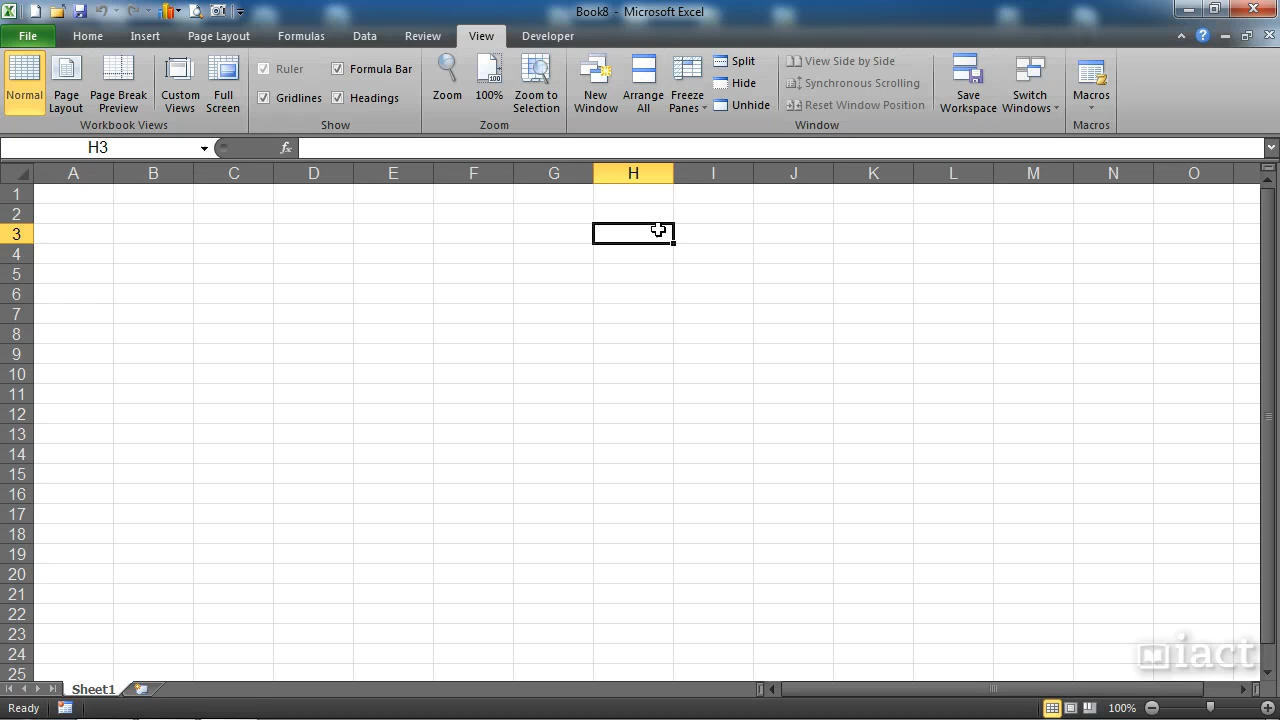 Book8 - Microsoft Excel
File Home Insert Page Layout Formulas Data Review View Developer
Normal Page Layout Page Break Preview Custom Views Full Screen
Workbook Views
Ruler Formula Bar
Gridlines Headings
Show
Zoom 100% Zoom to Selection
Zoom
New Window Arrange All Freeze Panes
Split
Hide
Unhide
View Side by Side
Synchronous Scrolling
Reset Window Position
Save Workspace Switch Windows
Window
Macros
Macros
H3 fx
A B C D E F G H I J K L M N O
1
2
3
4
5
6
7
8
9
10
11
12
13
14
15
16
17
18
19
20
21
22
23
24
25
iact
Sheet1
Ready 100%